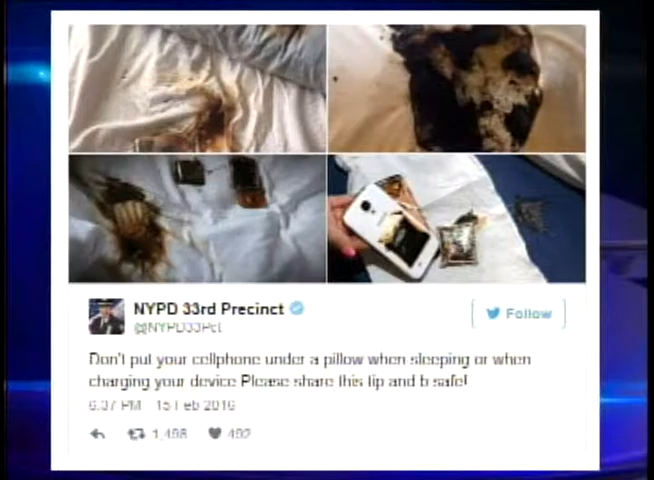 NYPD 33rd Precinct
@NYPD33Pct
Follow
Don't put your cellphone under a pillow when sleeping or when
charging your device Please share this tip and b safe!
6:37 PM 15 Feb 2016
1,498 492